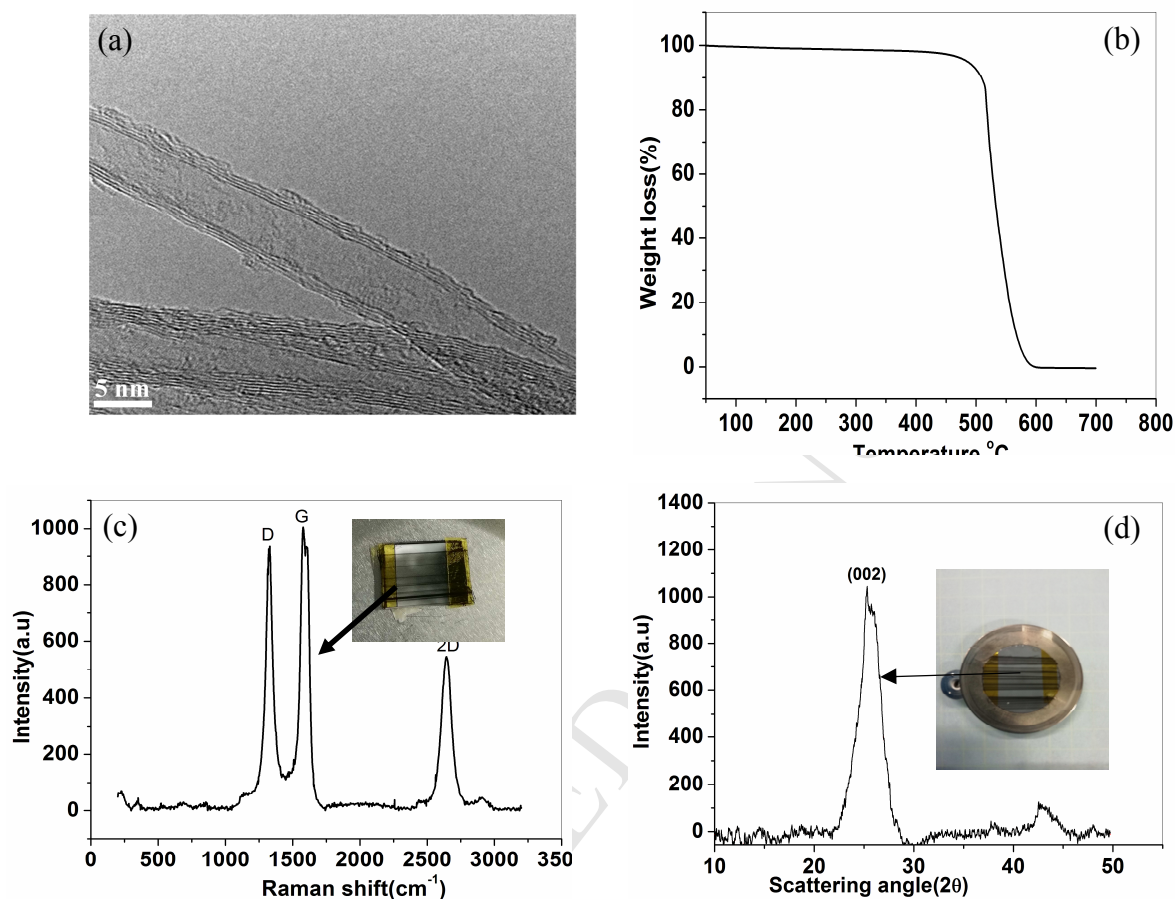 (a)
5 nm
(b)
Weight loss(%)
100
80
60
40
20
0
100 200 300 400 500 600 700 800
Temperature °C
(c)
Intensity(a.u)
1000
800
600
400
200
0
D
G
2D
0 500 1000 1500 2000 2500 3000 350
Raman shift(cm⁻¹)
(d)
Intensity(a.u)
1400
1200
1000
800
600
400
200
0
(002)
10 20 30 40 50
Scattering angle(2θ)